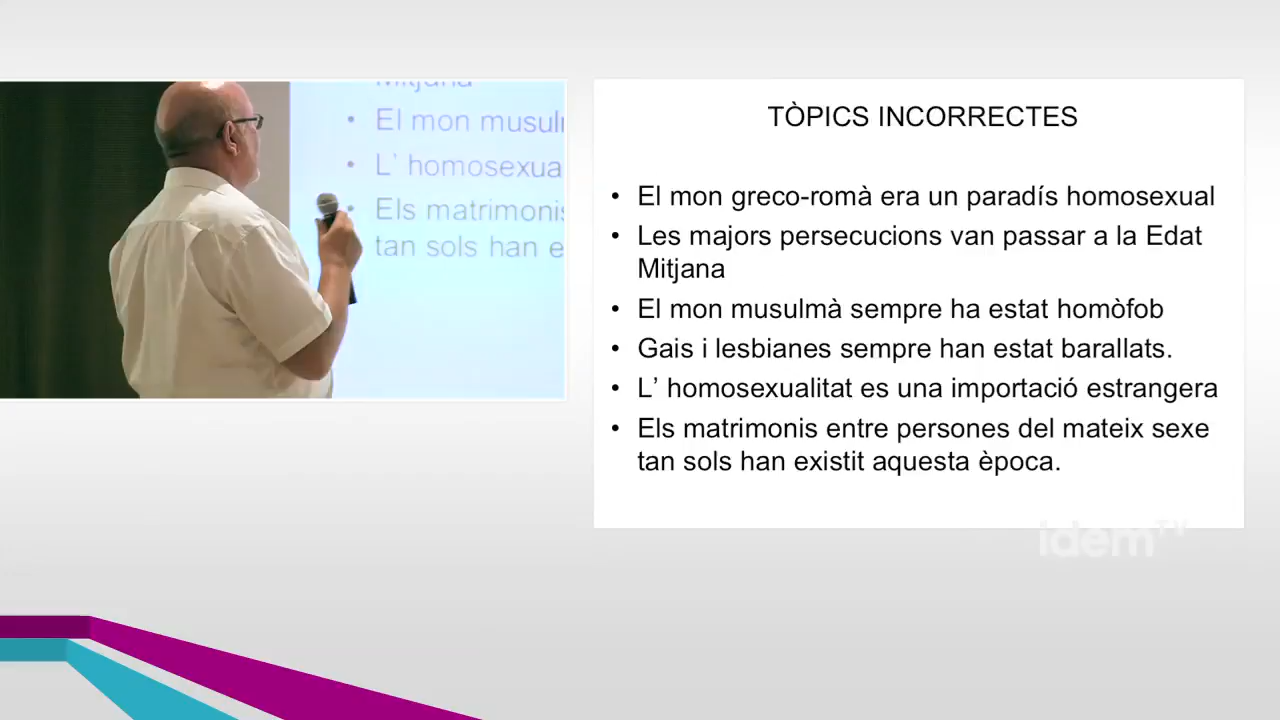 Mitjana
• El mon musulm
• L' homosexua
• Els matrimonis
tan sols han e
TÒPICS INCORRECTES
• El mon greco-romà era un paradís homosexual
• Les majors persecucions van passar a la Edat
Mitjana
• El mon musulmà sempre ha estat homòfob
• Gais i lesbianes sempre han estat barallats.
• L' homosexualitat es una importació estrangera
• Els matrimonis entre persones del mateix sexe
tan sols han existit aquesta època.
idem TV